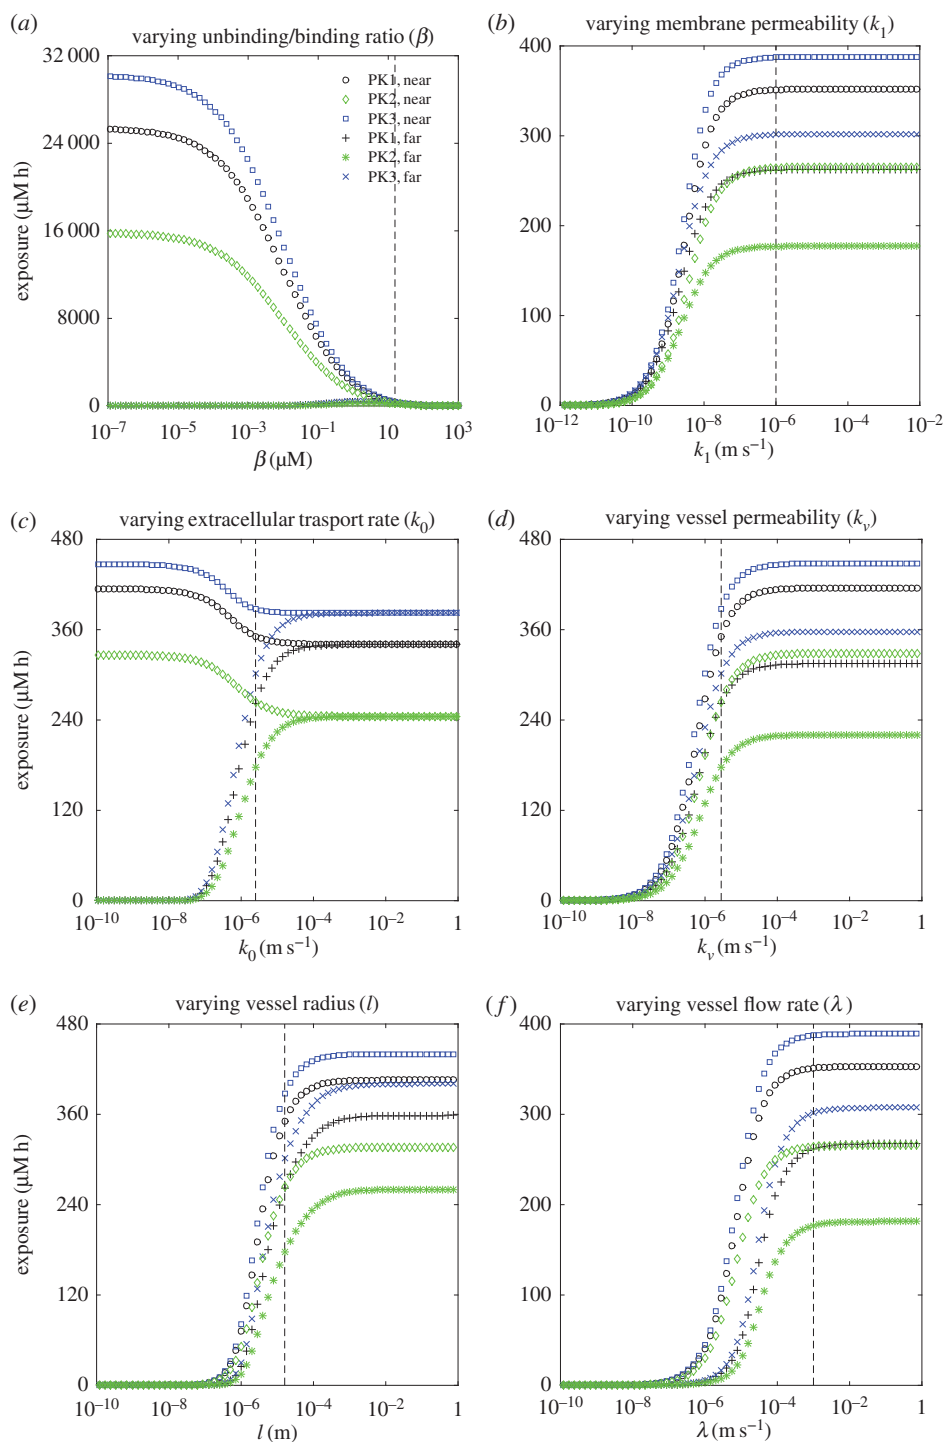 (a)
varying unbinding/binding ratio (β)
32 000
24 000
16 000
8000
0
exposure (μM h)
PK1, near
PK2, near
PK3, near
PK1, far
PK2, far
PK3, far
10⁻⁷ 10⁻⁵ 10⁻³ 10⁻¹ 10¹ 10³
β (μM)
(b)
varying membrane permeability (k₁)
400
300
200
100
0
10⁻¹² 10⁻¹⁰ 10⁻⁸ 10⁻⁶ 10⁻⁴ 10⁻²
k₁ (m s⁻¹)
(c)
varying extracellular trasport rate (k₀)
480
360
240
120
0
exposure (μM h)
10⁻¹⁰ 10⁻⁸ 10⁻⁶ 10⁻⁴ 10⁻² 1
k₀ (m s⁻¹)
(d)
varying vessel permeability (kᵥ)
480
360
240
120
0
10⁻¹⁰ 10⁻⁸ 10⁻⁶ 10⁻⁴ 10⁻² 1
kᵥ (m s⁻¹)
(e)
varying vessel radius (l)
480
360
240
120
0
exposure (μM h)
10⁻¹⁰ 10⁻⁸ 10⁻⁶ 10⁻⁴ 10⁻² 1
l (m)
(f)
varying vessel flow rate (λ)
400
300
200
100
0
10⁻¹⁰ 10⁻⁸ 10⁻⁶ 10⁻⁴ 10⁻² 1
λ (m s⁻¹)